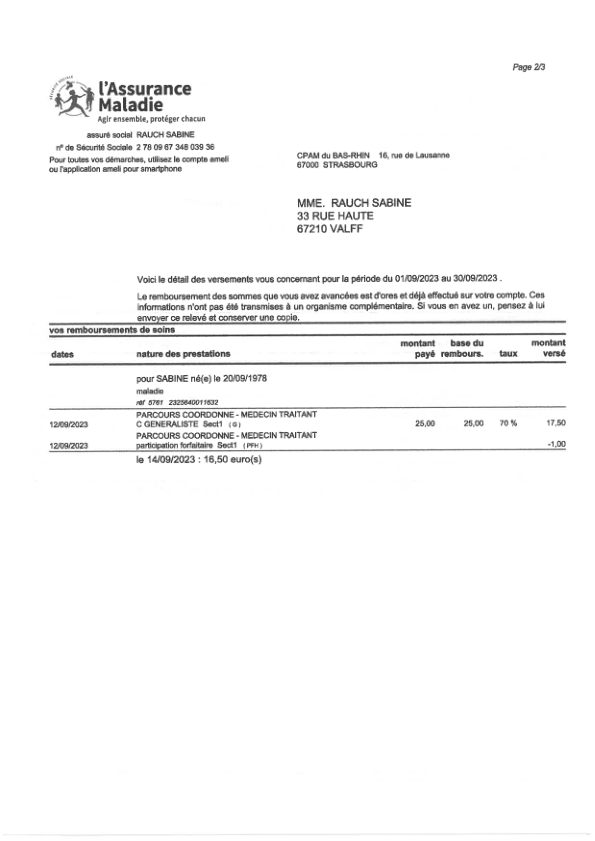 Page 2/3
SÉCURITÉ SOCIALE
l'Assurance
Maladie
Agir ensemble, protéger chacun
assuré social RAUCH SABINE
n° de Sécurité Sociale 2 78 09 67 348 039 36
Pour toutes vos démarches, utilisez le compte ameli
ou l'application ameli pour smartphone
CPAM du BAS-RHIN 16, rue de Lausanne
67000 STRASBOURG
MME. RAUCH SABINE
33 RUE HAUTE
67210 VALFF
Voici le détail des versements vous concernant pour la période du 01/09/2023 au 30/09/2023 .
Le remboursement des sommes que vous avez avancées est d'ores et déjà effectué sur votre compte. Ces
informations n'ont pas été transmises à un organisme complémentaire. Si vous en avez un, pensez à lui
envoyer ce relevé et conserver une copie.
vos remboursements de soins
dates nature des prestations montant payé base du rembours. taux montant versé
pour SABINE né(e) le 20/09/1978
maladie
réf 5761 2325640011632
PARCOURS COORDONNE - MEDECIN TRAITANT
12/09/2023 C GENERALISTE Sect1 (G) 25,00 25,00 70 % 17,50
PARCOURS COORDONNE - MEDECIN TRAITANT
12/09/2023 participation forfaitaire Sect1 (PFH) -1,00
le 14/09/2023 : 16,50 euro(s)